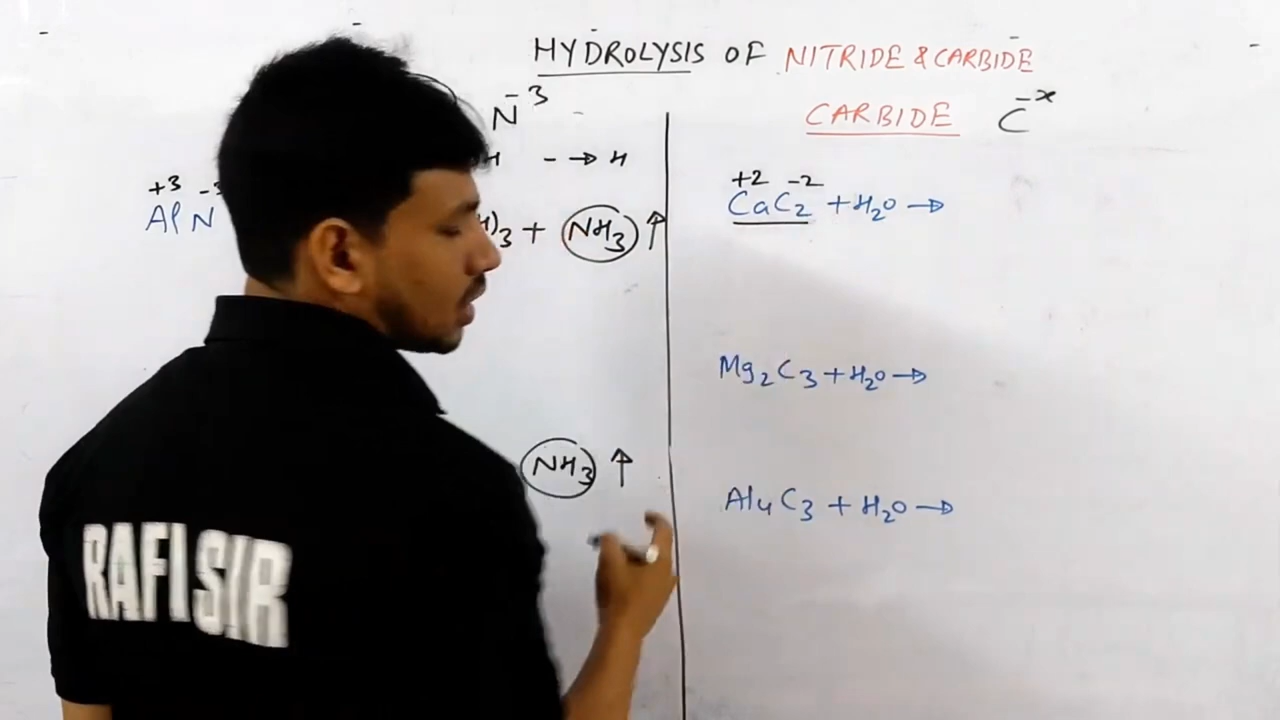 HYDROLYSIS OF NITRIDE & CARBIDE
N⁻³
H → H
+3 -3
AlN
)₃ + NH₃ ↑
NH₃ ↑
CARBIDE C⁻ˣ
+2 -2
CaC₂ + H₂O →
Mg₂C₃ + H₂O →
Al₄C₃ + H₂O →
RAFI SIR